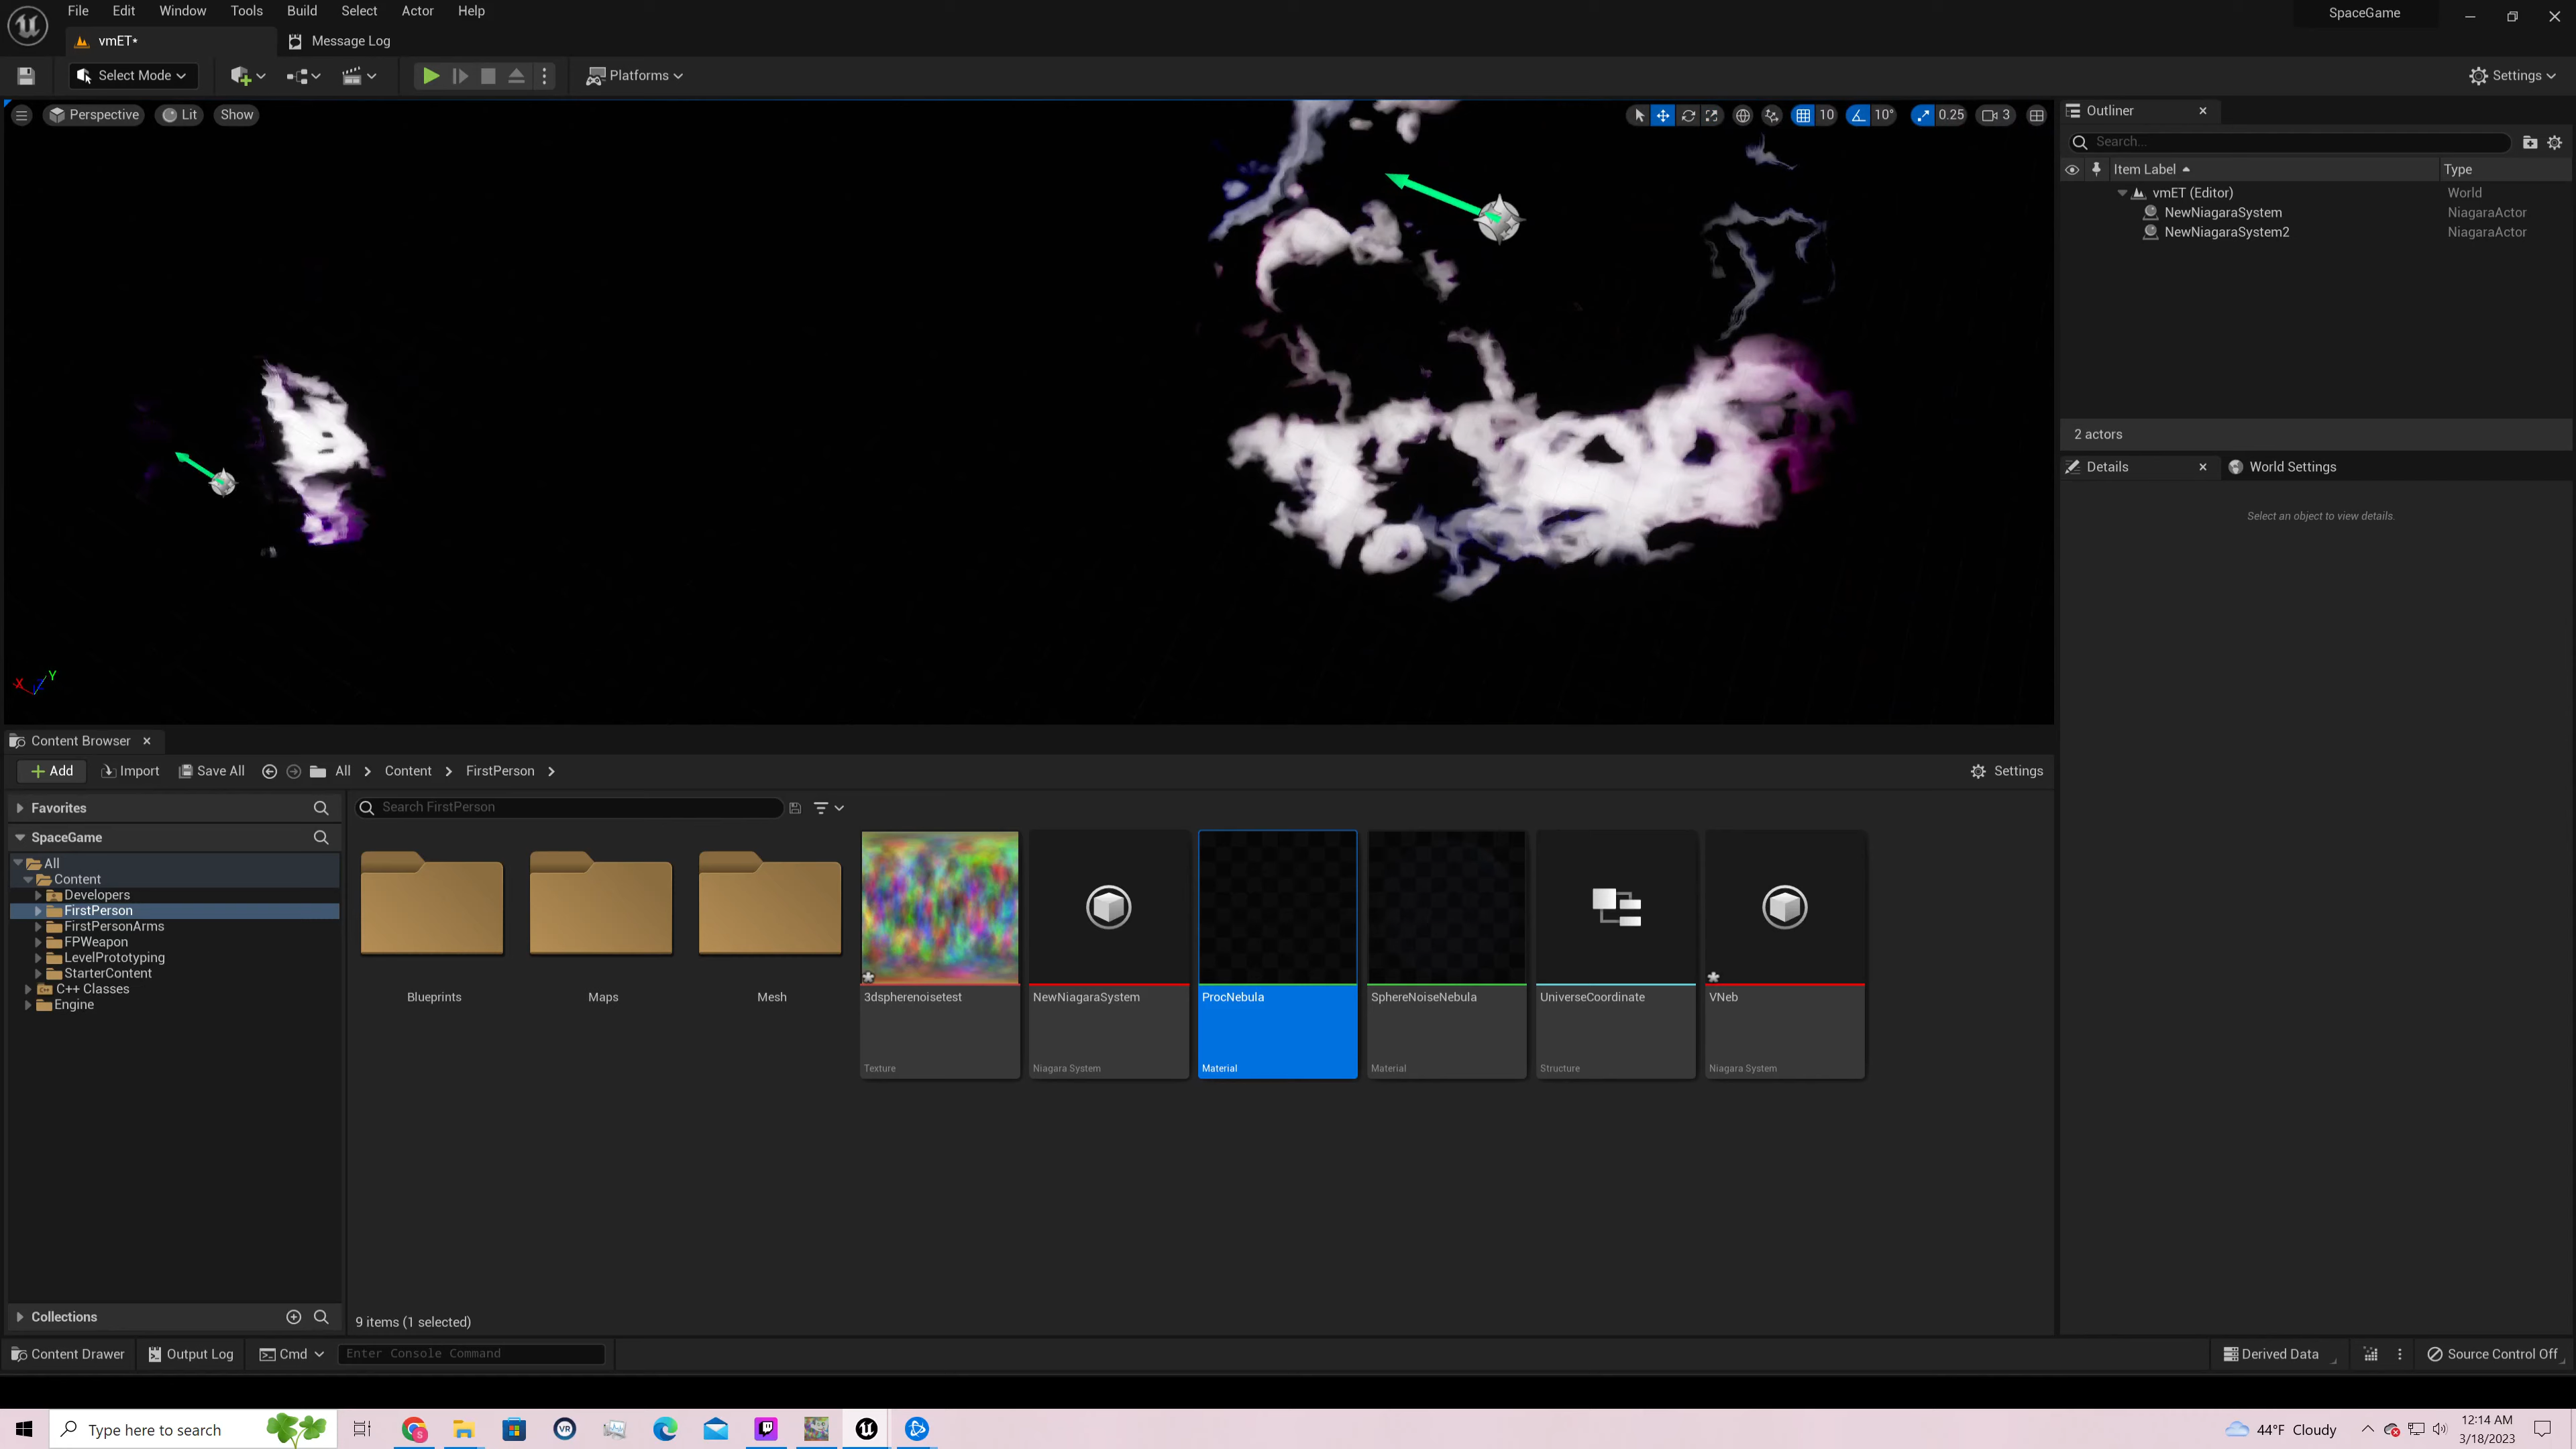 File Edit Window Tools Build Select Actor Help
SpaceGame
vmET*
Message Log
Select Mode
Platforms
Settings
Perspective
Lit
Show
10
10°
0.25
3
Outliner
Search...
Item Label
Type
vmET (Editor)
World
NewNiagaraSystem
NiagaraActor
NewNiagaraSystem2
NiagaraActor
2 actors
Details
World Settings
Select an object to view details.
X
Y
Content Browser
Add
Import
Save All
All
Content
FirstPerson
Settings
Favorites
Search FirstPerson
SpaceGame
All
Content
Developers
FirstPerson
FirstPersonArms
FPWeapon
LevelPrototyping
StarterContent
C++ Classes
Engine
Blueprints
Maps
Mesh
3dspherenoisetest
Texture
NewNiagaraSystem
Niagara System
ProcNebula
Material
SphereNoiseNebula
Material
UniverseCoordinate
Structure
VNeb
Niagara System
Collections
9 items (1 selected)
Content Drawer
Output Log
Cmd
Enter Console Command
Derived Data
Source Control Off
Type here to search
VR
S
44°F Cloudy
12:14 AM
3/18/2023